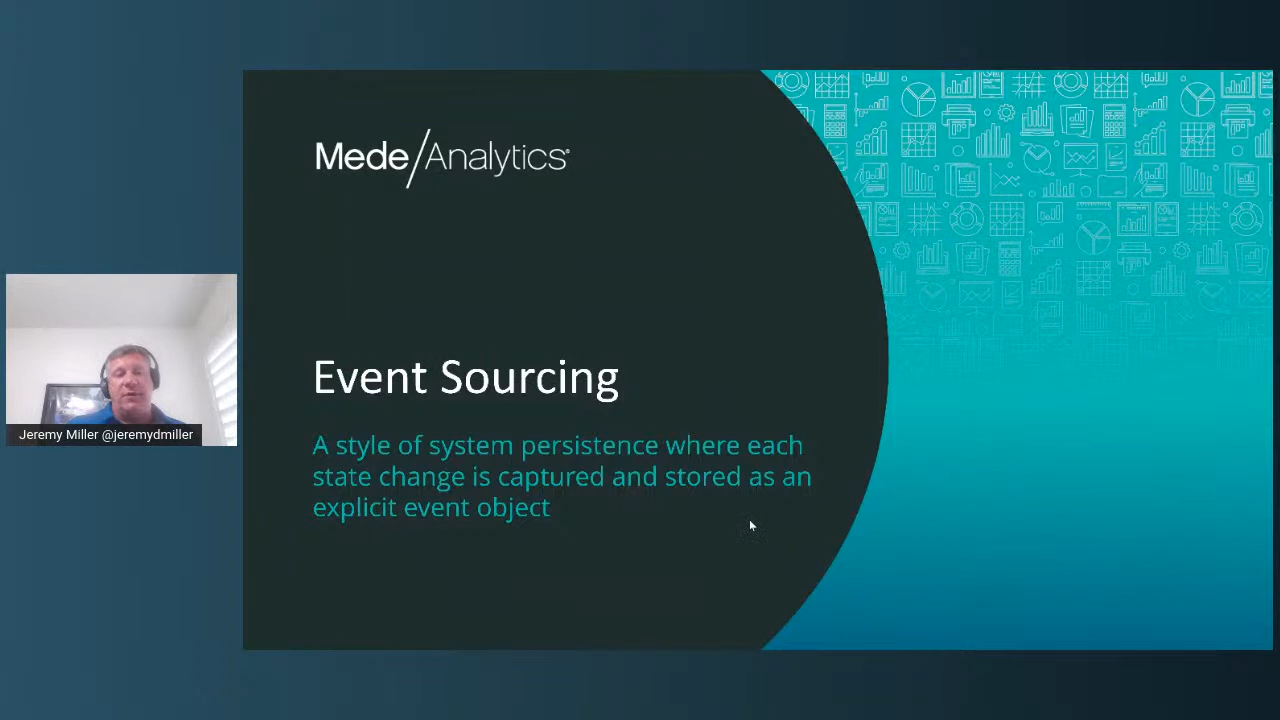 Mede/Analytics®
Event Sourcing
A style of system persistence where each
state change is captured and stored as an
explicit event object
Jeremy Miller @jeremydmiller